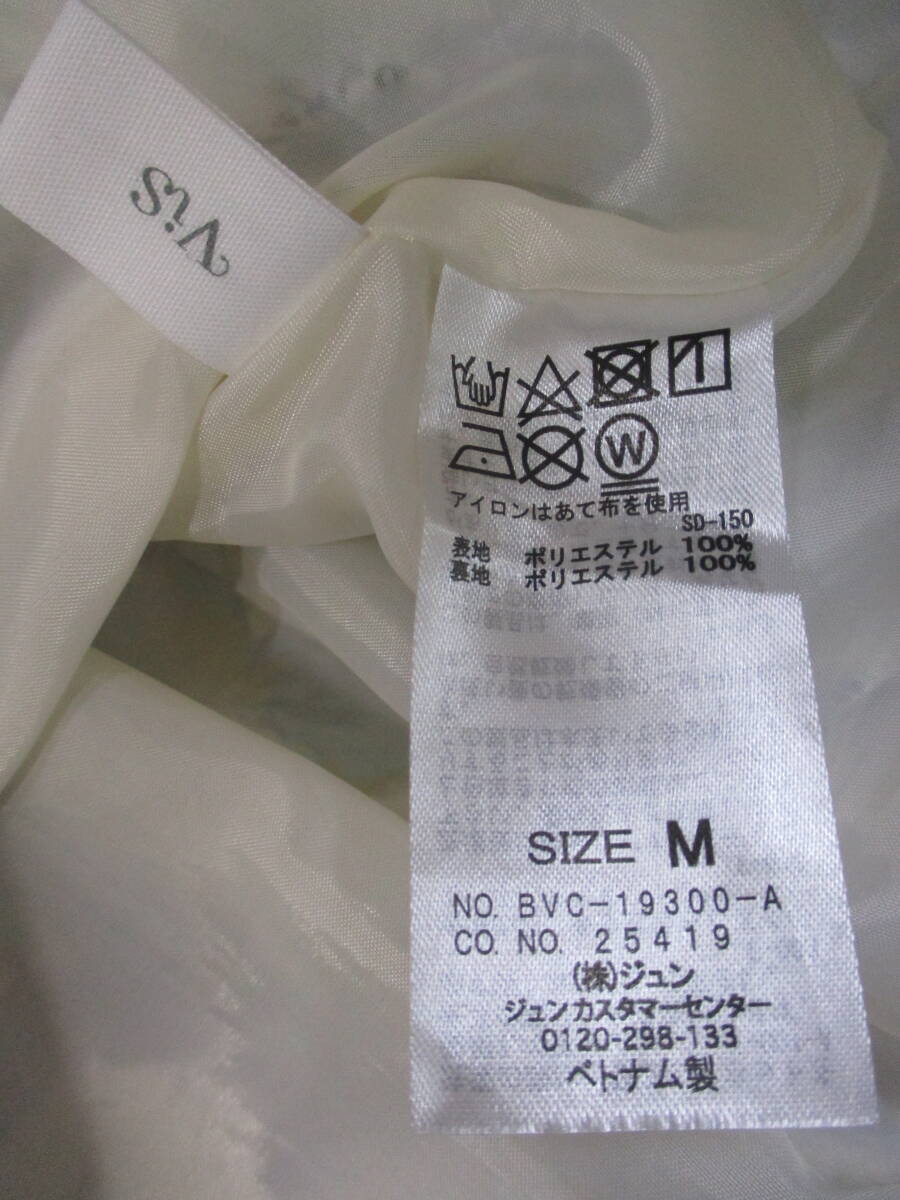 ViS
W
アイロンはあて布を使用
SD-150
表地 ポリエステル 100%
裏地 ポリエステル 100%
SIZE M
NO. BVC-19300-A
CO. NO. 25419
(株)ジュン
ジュンカスタマーセンター
0120-298-133
ベトナム製